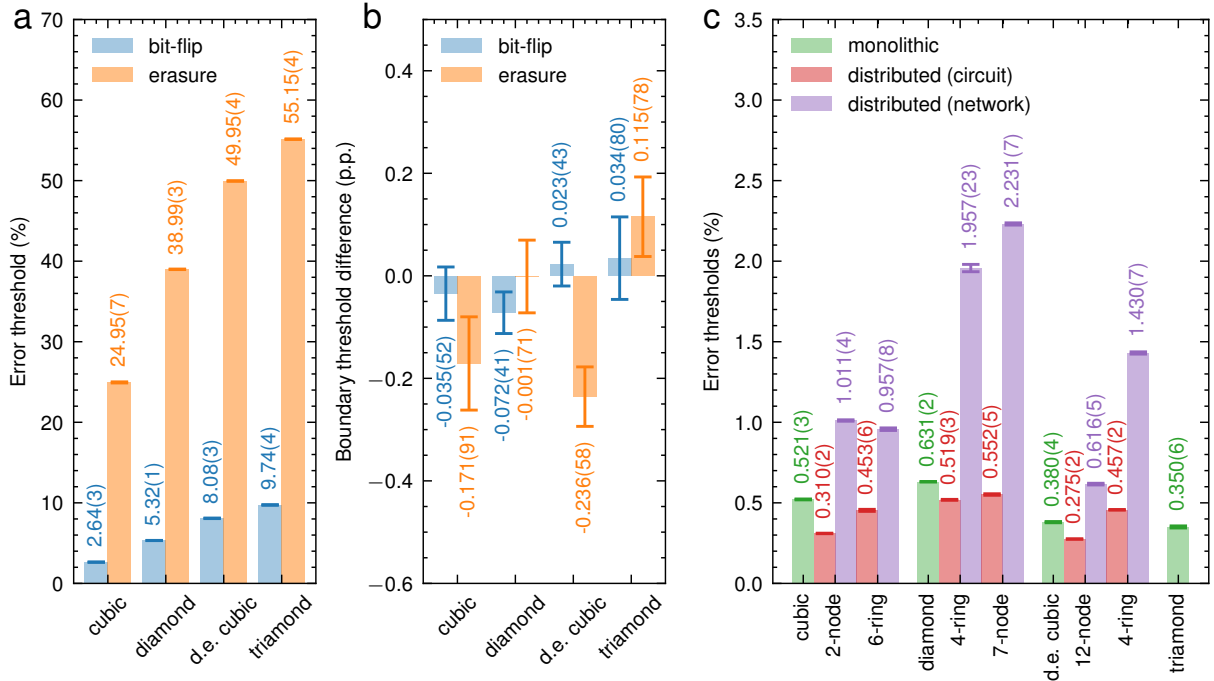 a
Error threshold (%)
70
60
50
40
30
20
10
0
bit-flip
erasure
2.64(3)
24.95(7)
5.32(1)
38.99(3)
8.08(3)
49.95(4)
9.74(4)
55.15(4)
cubic
diamond
d.e. cubic
triamond
b
Boundary threshold difference (p.p.)
0.4
0.2
0.0
−0.2
−0.4
−0.6
bit-flip
erasure
-0.035(52)
-0.171(91)
-0.072(41)
-0.001(71)
0.023(43)
-0.236(58)
0.034(80)
0.115(78)
cubic
diamond
d.e. cubic
triamond
c
Error thresholds (%)
3.5
3.0
2.5
2.0
1.5
1.0
0.5
0.0
monolithic
distributed (circuit)
distributed (network)
0.521(3)
0.310(2)
1.011(4)
0.453(6)
0.957(8)
0.631(2)
0.519(3)
1.957(23)
0.552(5)
2.231(7)
0.380(4)
0.275(2)
0.616(5)
0.457(2)
1.430(7)
0.350(6)
cubic
2-node
6-ring
diamond
4-ring
7-node
d.e. cubic
12-node
4-ring
triamond